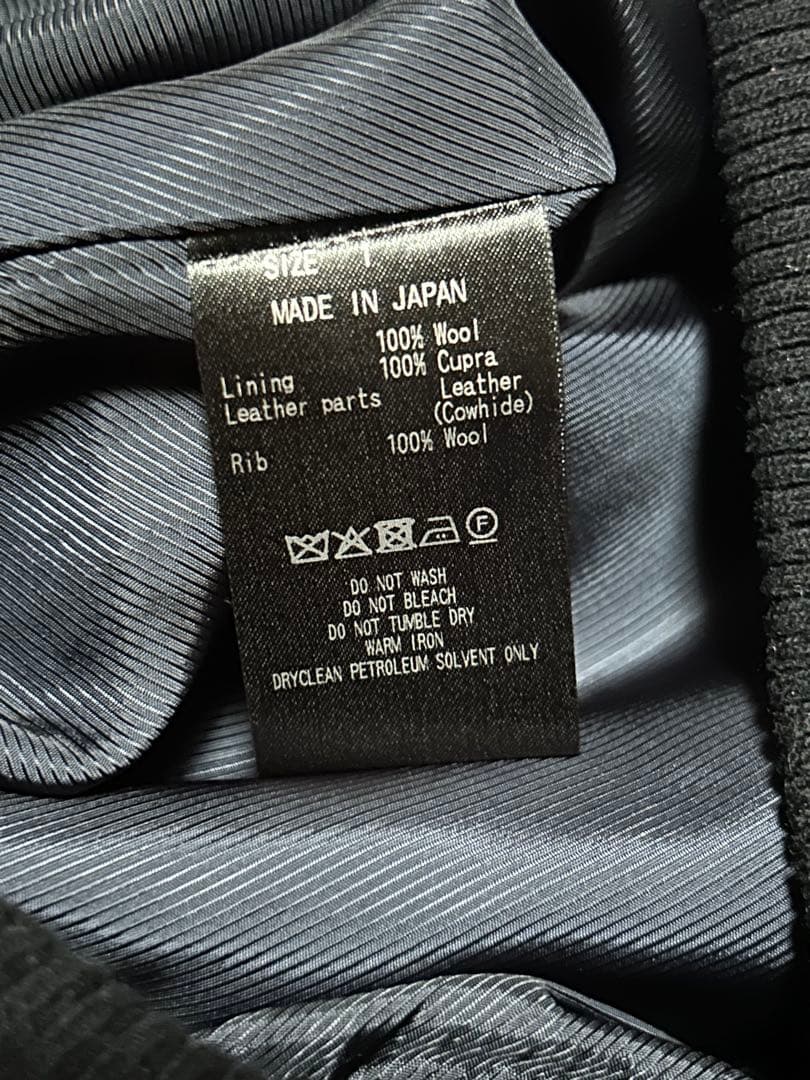 SIZE 1
MADE IN JAPAN
100% Wool
Lining 100% Cupra
Leather parts Leather
(Cowhide)
Rib 100% Wool
F
DO NOT WASH
DO NOT BLEACH
DO NOT TUMBLE DRY
WARM IRON
DRYCLEAN PETROLEUM SOLVENT ONLY